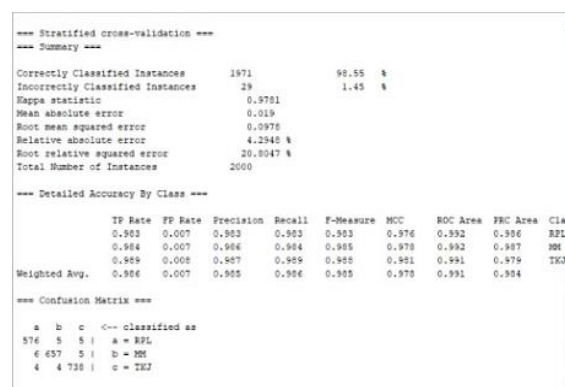 === Stratified cross-validation ===
=== Summary ===
Correctly Classified Instances 1971 98.55 %
Incorrectly Classified Instances 29 1.45 %
Kappa statistic 0.9781
Mean absolute error 0.019
Root mean squared error 0.0978
Relative absolute error 4.2948 %
Root relative squared error 20.8047 %
Total Number of Instances 2000
=== Detailed Accuracy By Class ===
TP Rate FP Rate Precision Recall F-Measure MCC ROC Area PRC Area Cla
0.983 0.007 0.983 0.983 0.983 0.976 0.992 0.986 RPL
0.984 0.007 0.986 0.984 0.985 0.978 0.992 0.987 MM
0.989 0.008 0.987 0.989 0.988 0.981 0.991 0.979 TKJ
Weighted Avg. 0.986 0.007 0.985 0.986 0.985 0.978 0.991 0.984
=== Confusion Matrix ===
a b c <-- classified as
576 5 5 | a = RPL
6 657 5 | b = MM
4 4 738 | c = TKJ